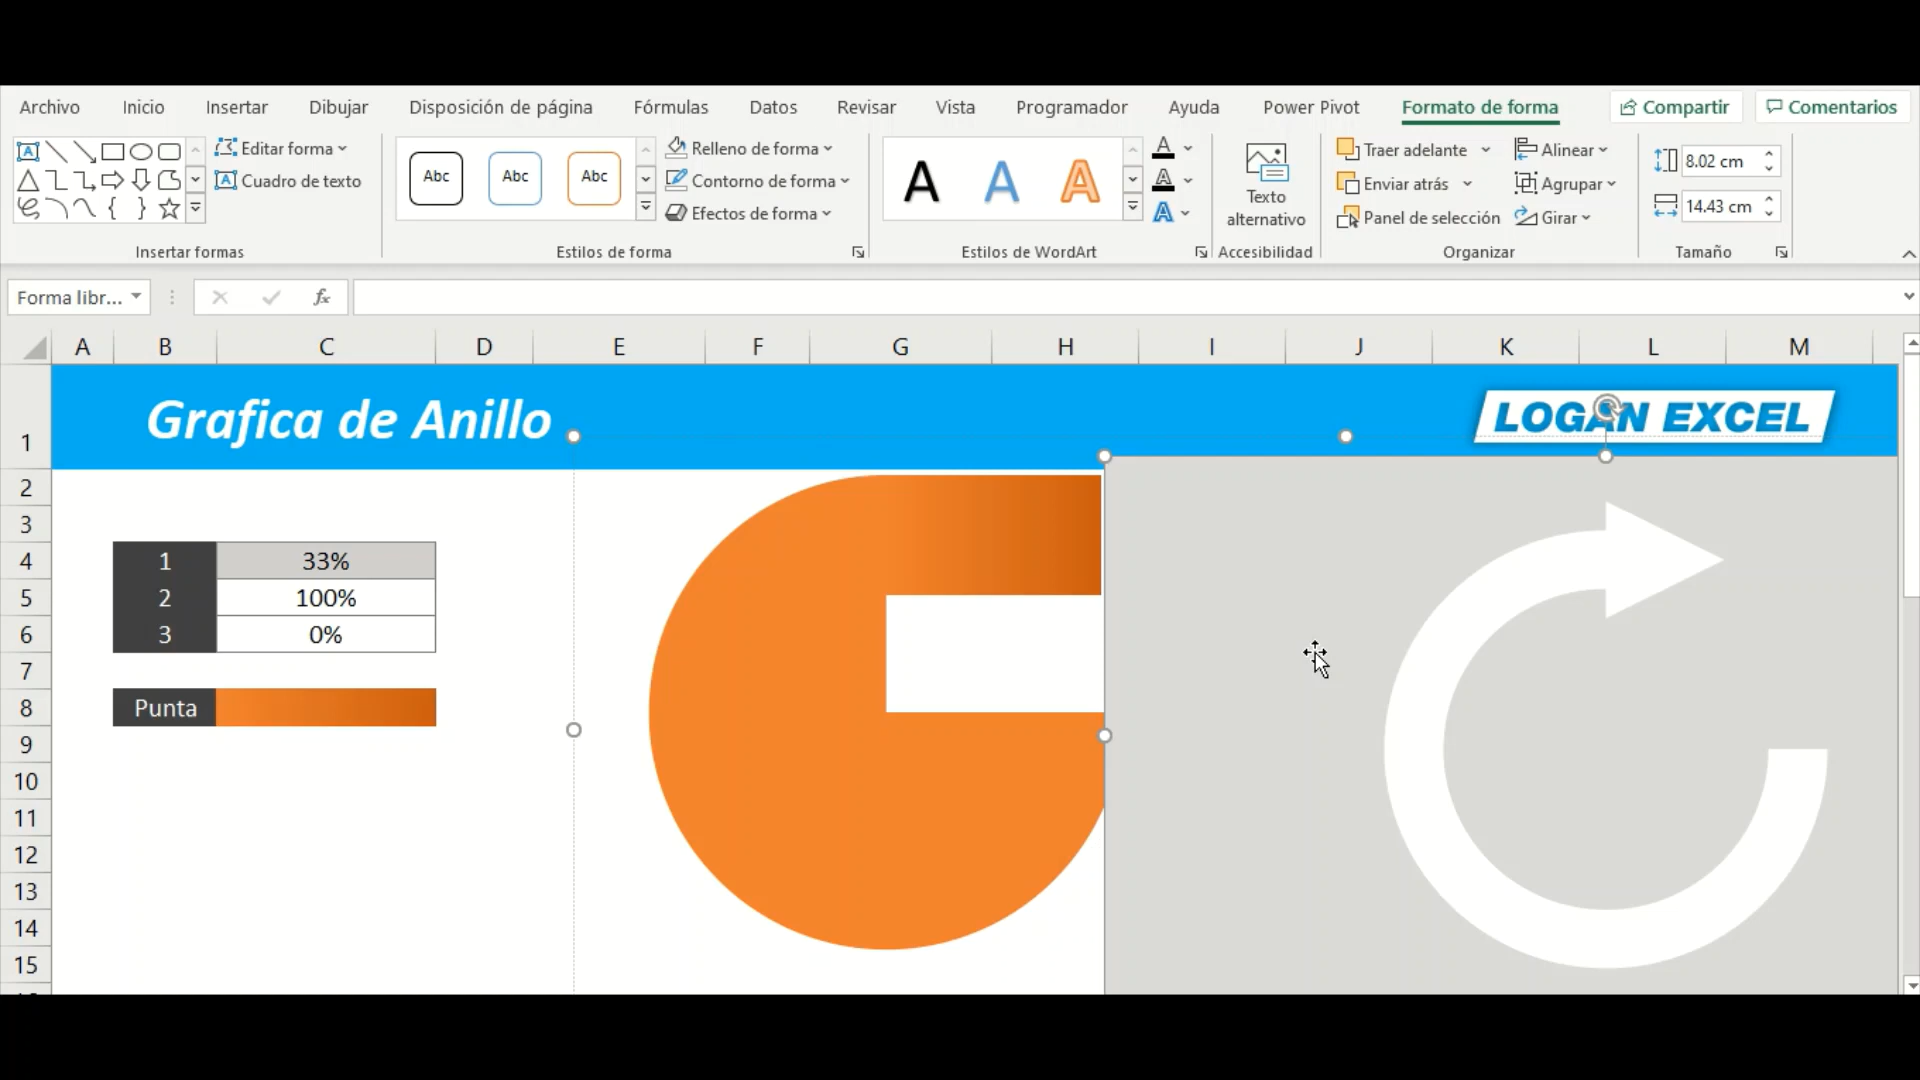 Archivo Inicio Insertar Dibujar Disposición de página Fórmulas Datos Revisar Vista Programador Ayuda Power Pivot Formato de forma Compartir Comentarios
Editar forma
Cuadro de texto
Insertar formas
Abc Abc Abc
Relleno de forma
Contorno de forma
Efectos de forma
Estilos de forma
A A A
A
A
A
Estilos de WordArt
Texto
alternativo
Accesibilidad
Traer adelante
Enviar atrás
Panel de selección
Alinear
Agrupar
Girar
Organizar
8.02 cm
14.43 cm
Tamaño
Forma libr... fx
A B C D E F G H I J K L M
1 Grafica de Anillo LOGAN EXCEL
2
3
4 1 33%
5 2 100%
6 3 0%
7
8 Punta
9
10
11
12
13
14
15